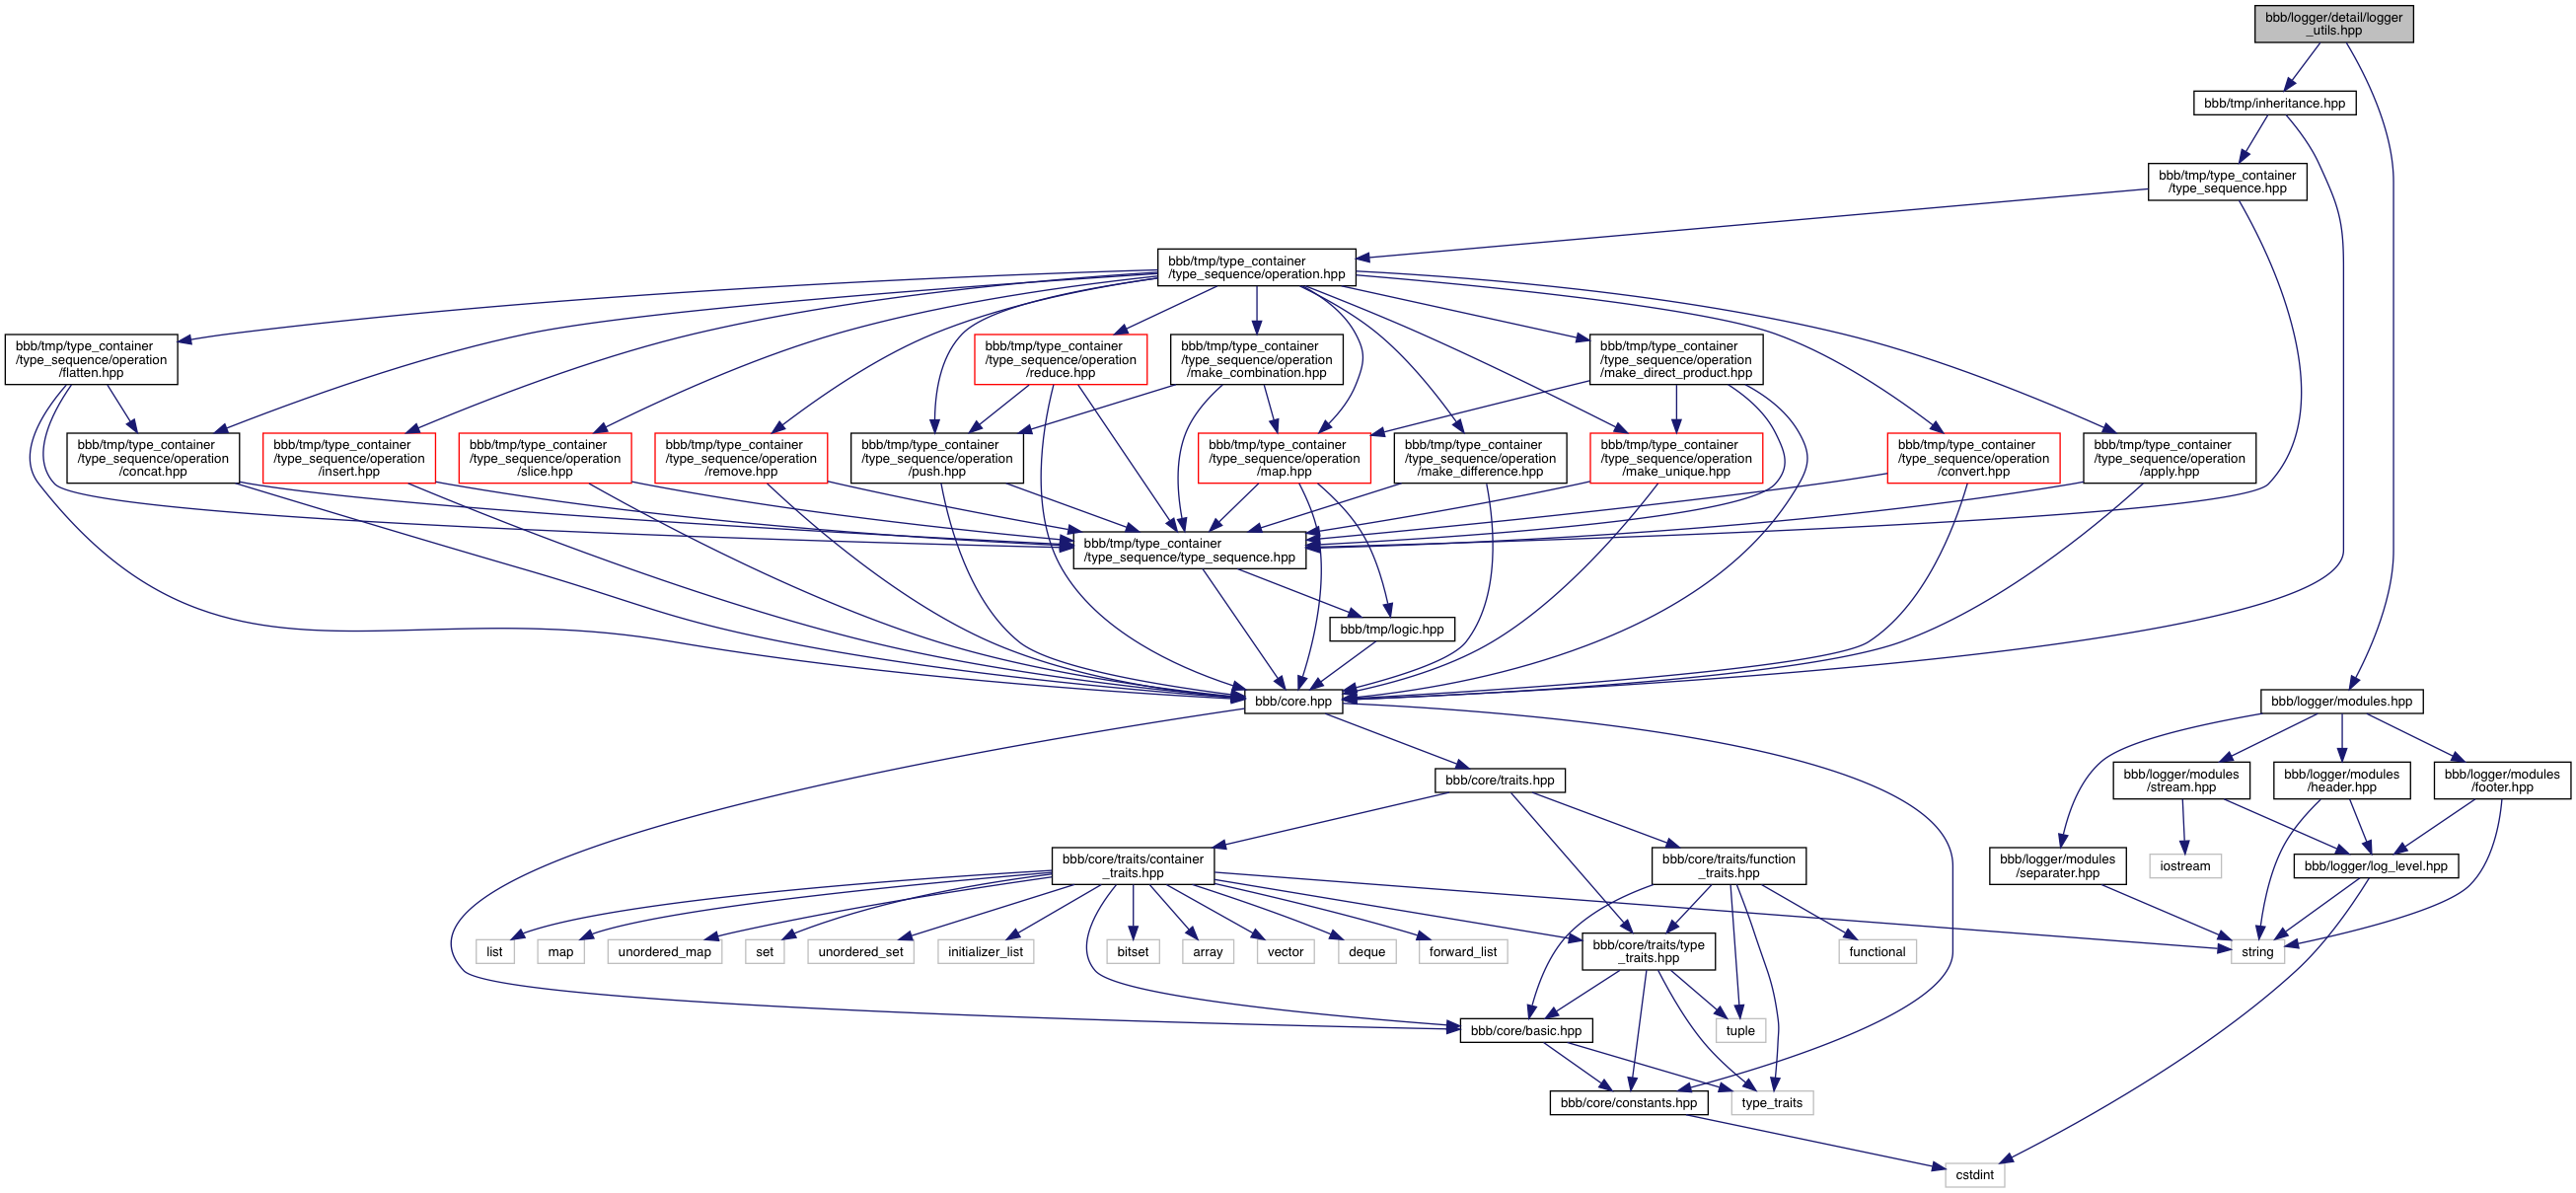 bbb/logger/detail/logger
_utils.hpp
bbb/tmp/inheritance.hpp
bbb/tmp/type_container
/type_sequence.hpp
bbb/tmp/type_container
/type_sequence/operation.hpp
bbb/tmp/type_container
/type_sequence/operation
/flatten.hpp
bbb/tmp/type_container
/type_sequence/operation
/reduce.hpp
bbb/tmp/type_container
/type_sequence/operation
/make_combination.hpp
bbb/tmp/type_container
/type_sequence/operation
/make_direct_product.hpp
bbb/tmp/type_container
/type_sequence/operation
/concat.hpp
bbb/tmp/type_container
/type_sequence/operation
/insert.hpp
bbb/tmp/type_container
/type_sequence/operation
/slice.hpp
bbb/tmp/type_container
/type_sequence/operation
/remove.hpp
bbb/tmp/type_container
/type_sequence/operation
/push.hpp
bbb/tmp/type_container
/type_sequence/operation
/map.hpp
bbb/tmp/type_container
/type_sequence/operation
/make_difference.hpp
bbb/tmp/type_container
/type_sequence/operation
/make_unique.hpp
bbb/tmp/type_container
/type_sequence/operation
/convert.hpp
bbb/tmp/type_container
/type_sequence/operation
/apply.hpp
bbb/tmp/type_container
/type_sequence/type_sequence.hpp
bbb/tmp/logic.hpp
bbb/core.hpp
bbb/logger/modules.hpp
bbb/core/traits.hpp
bbb/logger/modules
/stream.hpp
bbb/logger/modules
/header.hpp
bbb/logger/modules
/footer.hpp
bbb/core/traits/container
_traits.hpp
bbb/core/traits/function
_traits.hpp
bbb/logger/modules
/separater.hpp
iostream
bbb/logger/log_level.hpp
list
map
unordered_map
set
unordered_set
initializer_list
bitset
array
vector
deque
forward_list
bbb/core/traits/type
_traits.hpp
functional
string
bbb/core/basic.hpp
tuple
bbb/core/constants.hpp
type_traits
cstdint